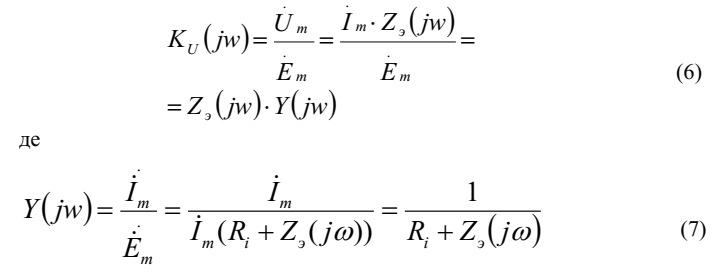 K_U(jw) = U̇_m / Ė_m = İ_m · Z_э(jw) / Ė_m =
(6)
= Z_э(jw) · Y(jw)
де
Y(jw) = İ_m / Ė_m = İ_m / İ_m(R_i + Z_э(jω)) = 1 / R_i + Z_э(jω) (7)